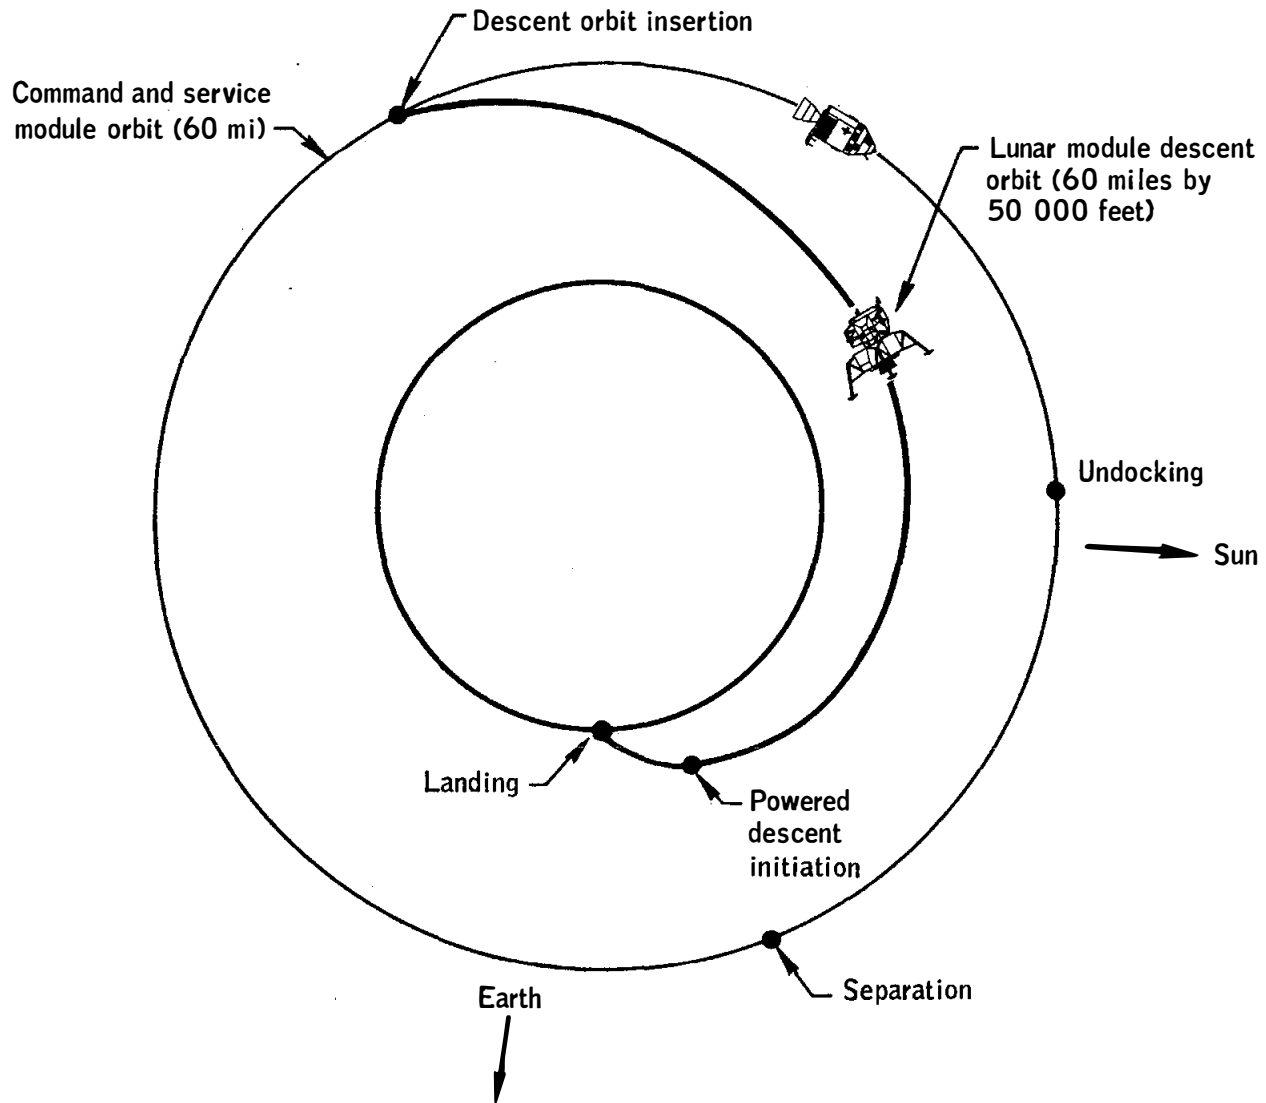 Descent orbit insertion
Command and service
module orbit (60 mi)
Lunar module descent
orbit (60 miles by
50 000 feet)
Undocking
Sun
Landing
Powered
descent
initiation
Separation
Earth